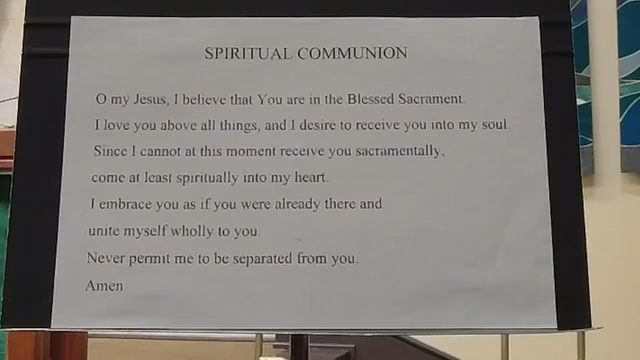 SPIRITUAL COMMUNION
O my Jesus, I believe that You are in the Blessed Sacrament.
I love you above all things, and I desire to receive you into my soul.
Since I cannot at this moment receive you sacramentally,
come at least spiritually into my heart.
I embrace you as if you were already there and
unite myself wholly to you.
Never permit me to be separated from you.
Amen.